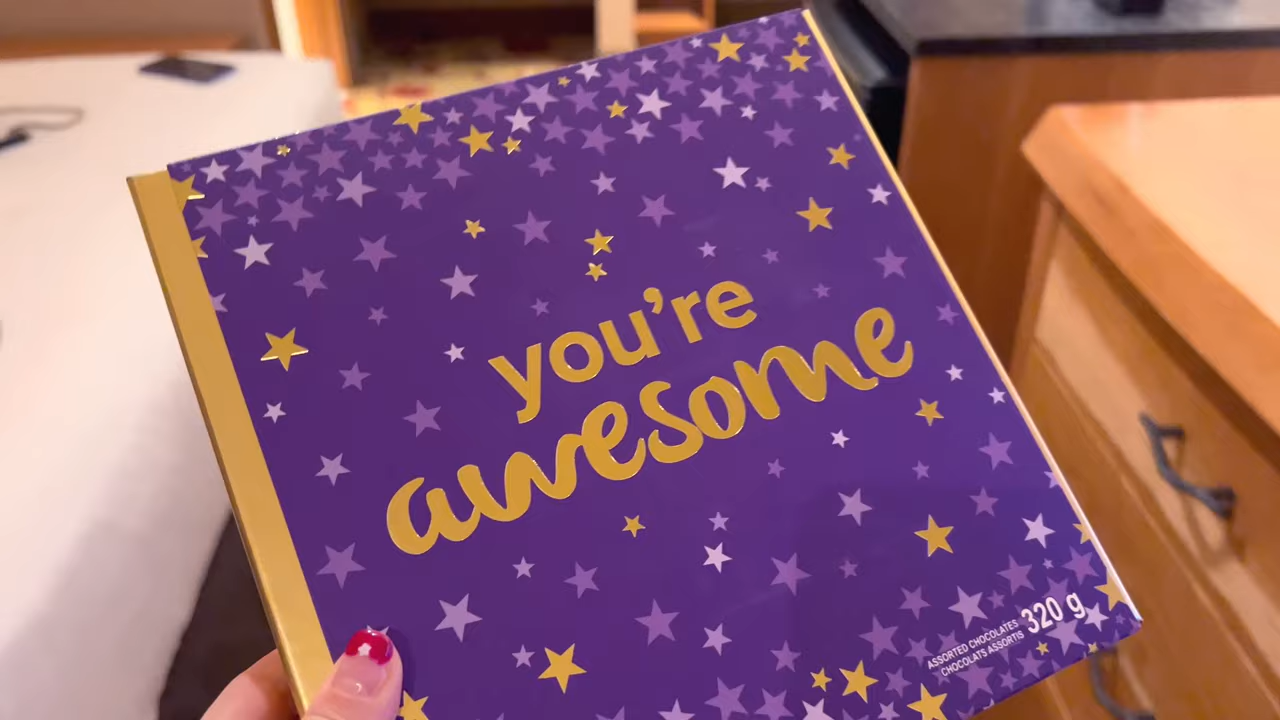 you're
awesome
ASSORTED CHOCOLATES
CHOCOLATS ASSORTIS
320 g